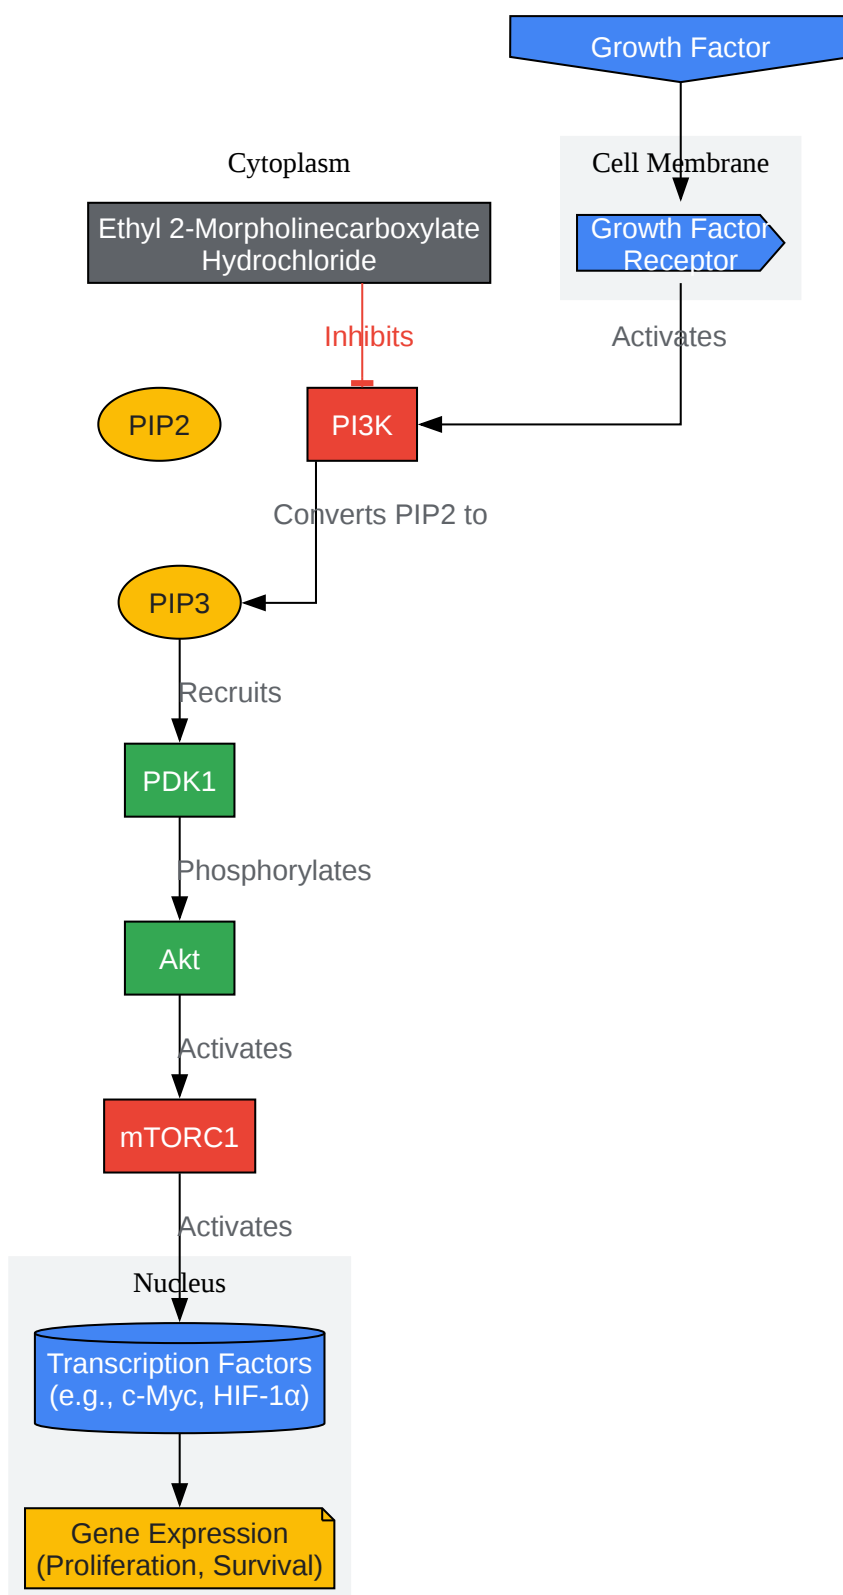 Growth Factor
Cytoplasm
Cell Membrane
Ethyl 2-Morpholinecarboxylate
Hydrochloride
Growth Factor
Receptor
Inhibits
Activates
PIP2
PI3K
Converts PIP2 to
PIP3
Recruits
PDK1
Phosphorylates
Akt
Activates
mTORC1
Activates
Nucleus
Transcription Factors
(e.g., c-Myc, HIF-1α)
Gene Expression
(Proliferation, Survival)